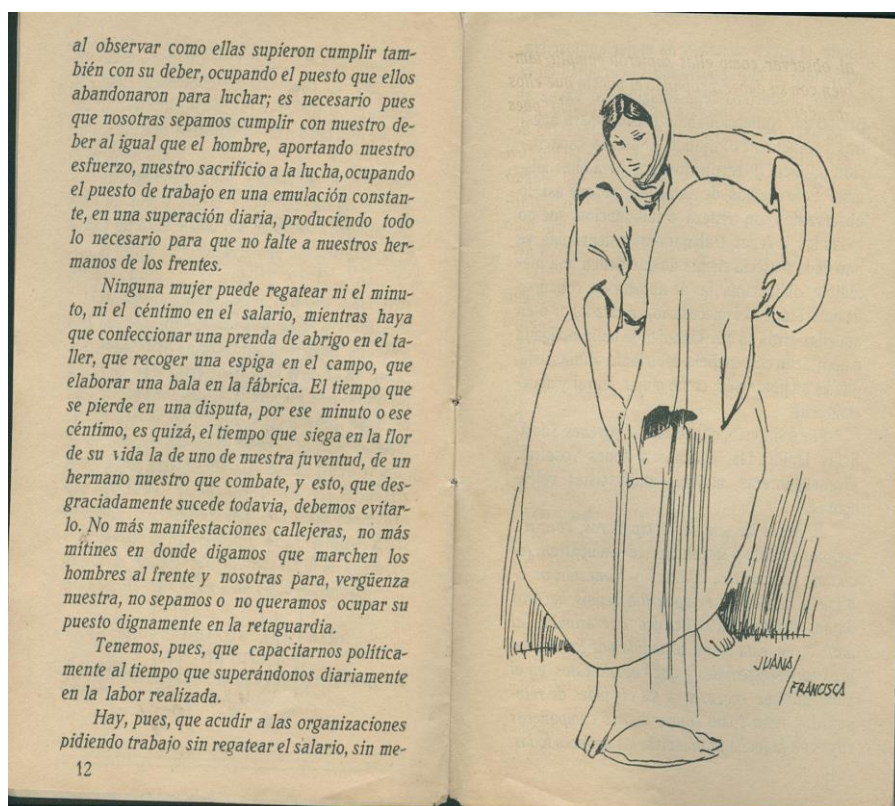 al observar como ellas supieron cumplir tam-
bién con su deber, ocupando el puesto que ellos
abandonaron para luchar; es necesario pues
que nosotras sepamos cumplir con nuestro de-
ber al igual que el hombre, aportando nuestro
esfuerzo, nuestro sacrificio a la lucha,ocupando
el puesto de trabajo en una emulación constan-
te, en una superación diaria, produciendo todo
lo necesario para que no falte a nuestros her-
manos de los frentes.
Ninguna mujer puede regatear ni el minu-
to, ni el céntimo en el salario, mientras haya
que confeccionar una prenda de abrigo en el ta-
ller, que recoger una espiga en el campo, que
elaborar una bala en la fábrica. El tiempo que
se pierde en una disputa, por ese minuto o ese
céntimo, es quizá, el tiempo que siega en la flor
de su vida la de uno de nuestra juventud, de un
hermano nuestro que combate, y esto, que des-
graciadamente sucede todavia, debemos evitar-
lo. No más manifestaciones callejeras, no más
mítines en donde digamos que marchen los
hombres al frente y nosotras para, vergüenza
nuestra, no sepamos o no queramos ocupar su
puesto dignamente en la retaguardia.
Tenemos, pues, que capacitarnos política-
mente al tiempo que superándonos diariamente
en la labor realizada.
Hay, pues, que acudir a las organizaciones
pidiendo trabajo sin regatear el salario, sin me-
12
JUANA/
FRANCISCA